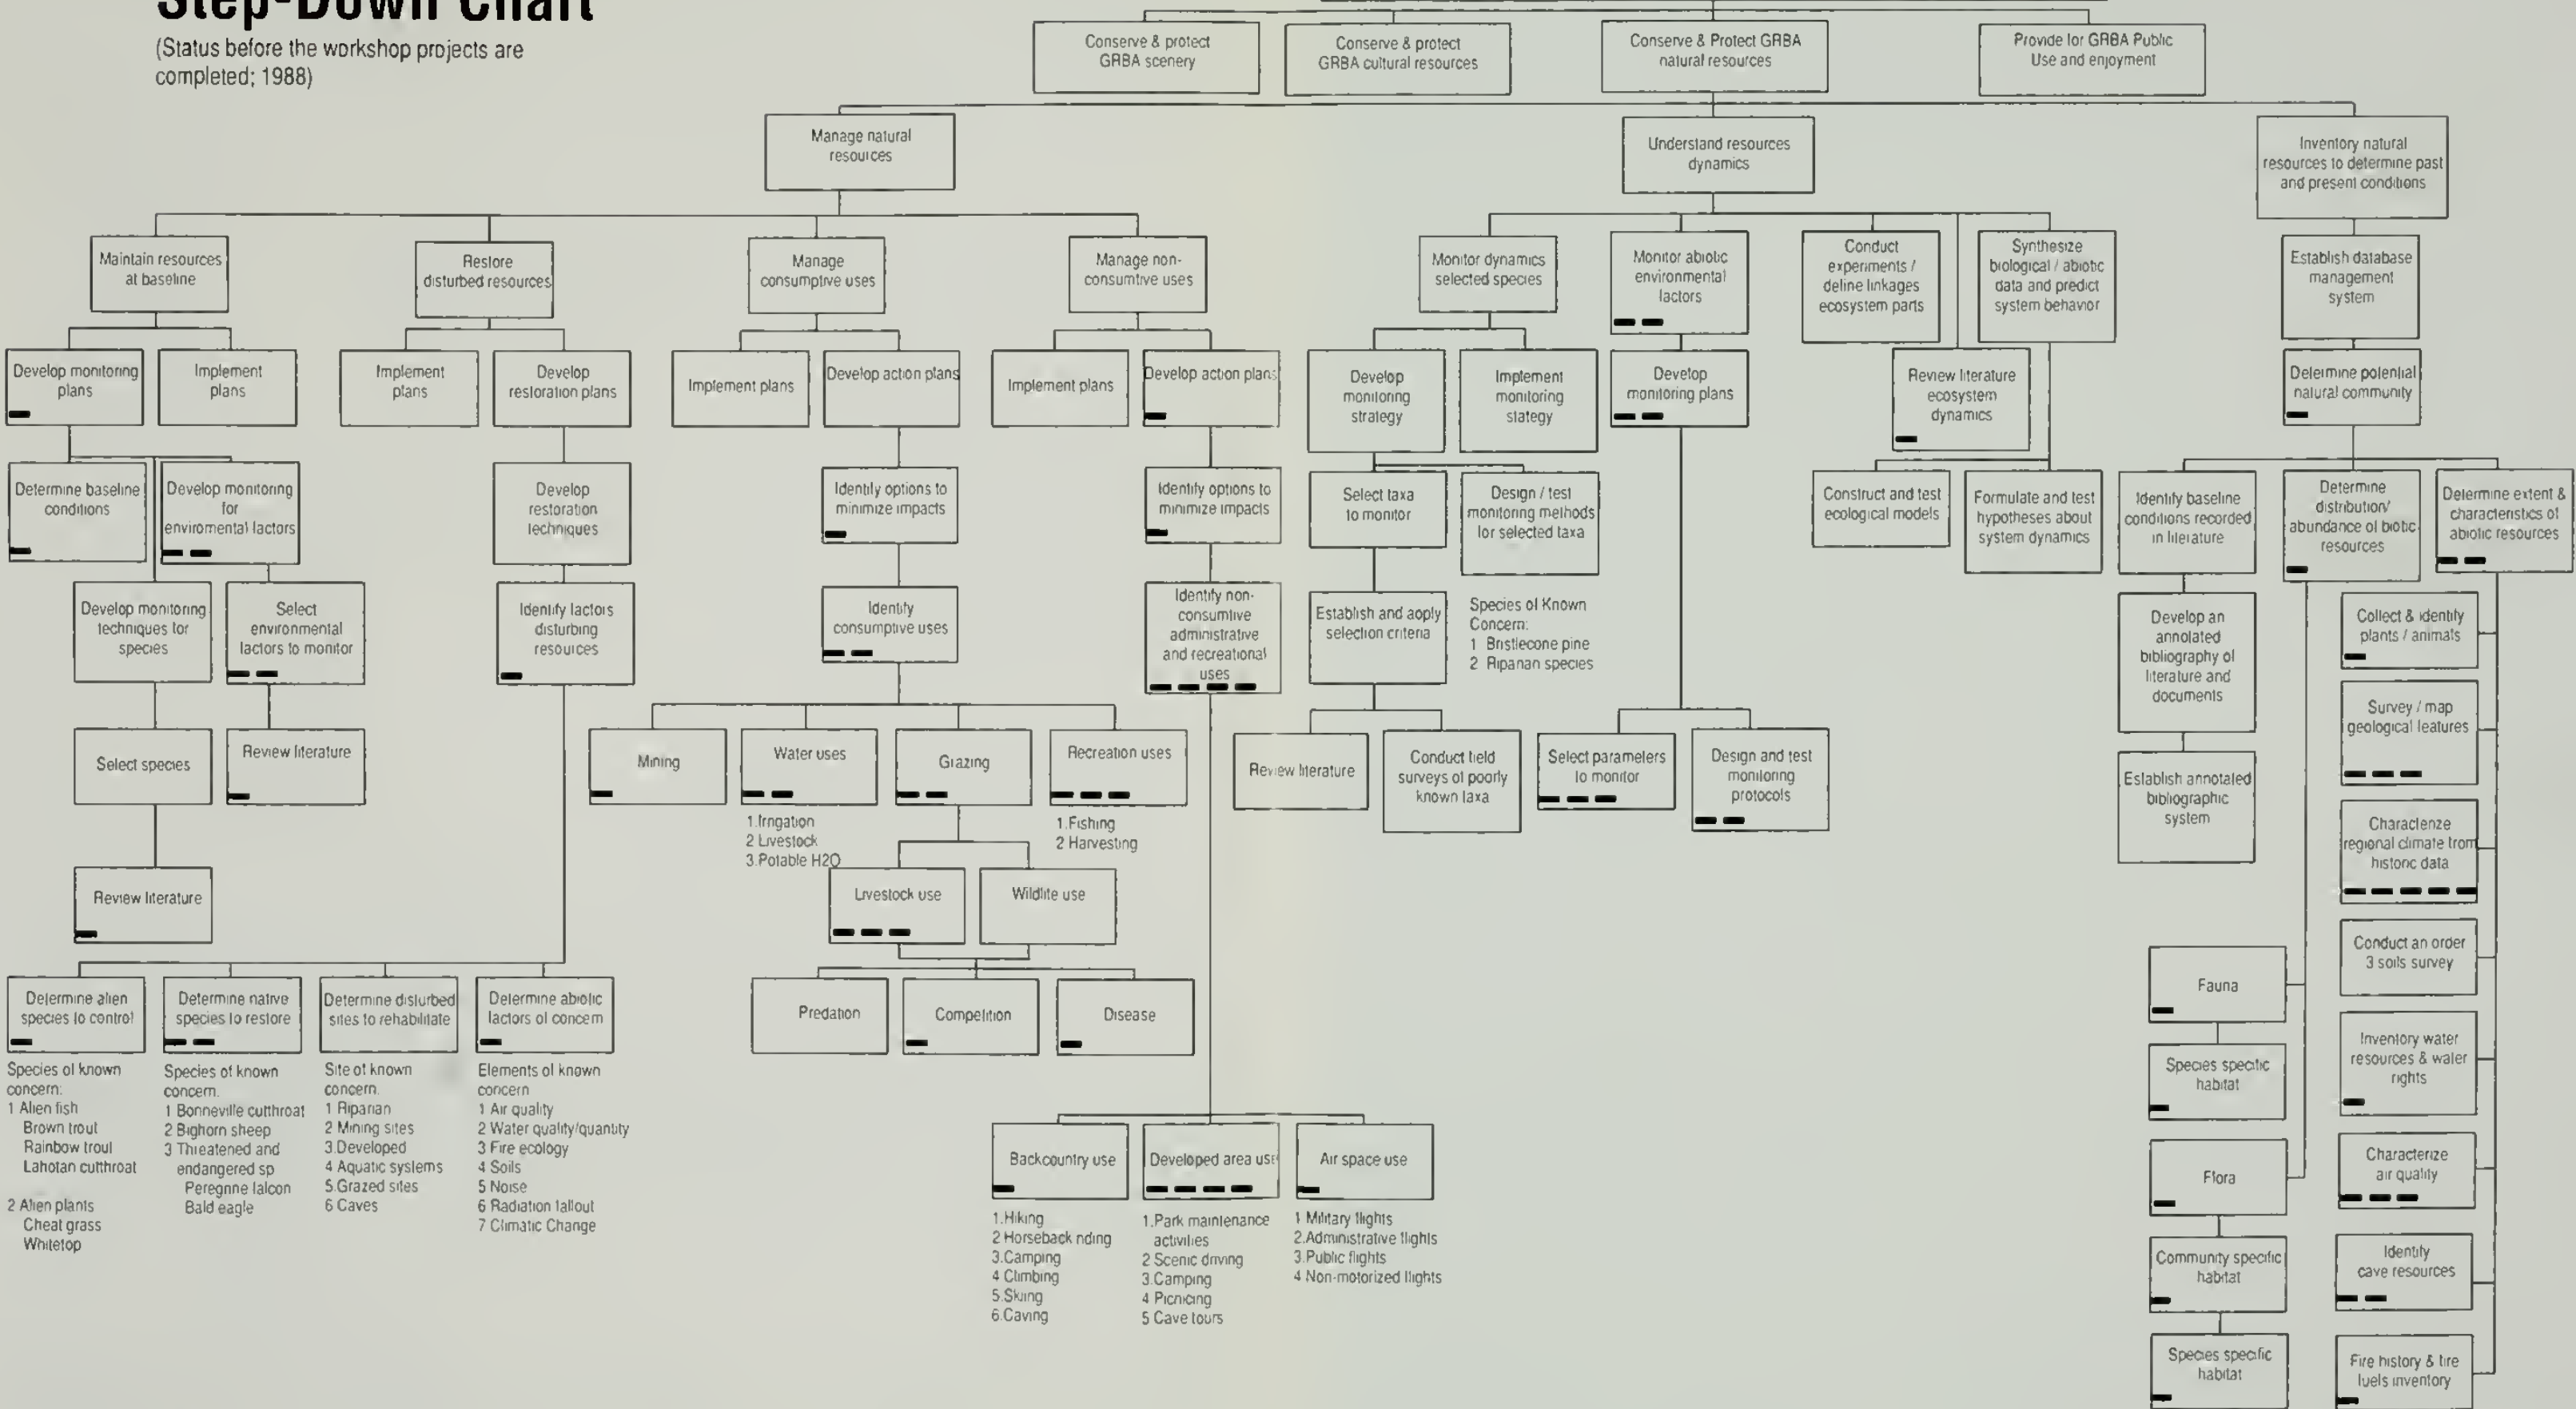 Step-Down Chart
(Status before the workshop projects are
completed; 1988)
Conserve & protect
GRBA scenery
Conserve & protect
GRBA cultural resources
Conserve & Protect GRBA
natural resources
Provide for GRBA Public
Use and enjoyment
Manage natural
resources
Understand resources
dynamics
Inventory natural
resources to determine past
and present conditions
Maintain resources
at baseline
Restore
disturbed resources
Manage
consumptive uses
Manage non-
consumtive uses
Monitor dynamics
selected species
Monitor abiotic
environmental
factors
Conduct
experiments /
define linkages
ecosystem parts
Synthesize
biological / abiotic
data and predict
system behavior
Establish database
management
system
Develop monitoring
plans
Implement
plans
Implement
plans
Develop
restoration plans
Implement plans
Develop action plans
Implement plans
Develop action plans
Develop
monitoring
strategy
Implement
monitoring
stategy
Develop
monitoring plans
Review literature
ecosystem
dynamics
Determine potential
natural community
Determine baseline
conditions
Develop monitoring
for
enviromental factors
Develop
restoration
techniques
Identify options to
minimize impacts
Identify options to
minimize impacts
Select taxa
to monitor
Design / test
monitoring methods
for selected taxa
Construct and test
ecological models
Formulate and test
hypotheses about
system dynamics
Identify baseline
conditions recorded
in literature
Determine
distribution/
abundance of biotic
resources
Determine extent &
characteristics of
abiotic resources
Develop monitoring
techniques for
species
Select
environmental
factors to monitor
Identify factors
disturbing
resources
Identify
consumptive uses
Identify non-
consumtive
administrative
and recreational
uses
Establish and apply
selection criteria
Species of Known
Concern:
1 Bristlecone pine
2 Riparian species
Develop an
annotated
bibliography of
literature and
documents
Collect & identify
plants / animals
Survey / map
geological features
Select species
Review literature
Mining
Water uses
Grazing
Recreation uses
1.Irrigation
2 Livestock
3.Potable H2O
1.Fishing
2 Harvesting
Review literature
Conduct field
surveys of poorly
known taxa
Select parameters
to monitor
Design and test
monitoring
protocols
Establish annotated
bibliographic
system
Characterize
regional climate from
historic data
Review literature
Livestock use
Wildlife use
Conduct an order
3 soils survey
Determine alien
species to control
Determine native
species to restore
Determine disturbed
sites to rehabilitate
Determine abiotic
factors of concern
Predation
Competition
Disease
Fauna
Inventory water
resources & water
rights
Species of known
concern:
1 Alien fish
Brown trout
Rainbow trout
Lahotan cutthroat
2 Alien plants
Cheat grass
Whitetop
Species of known
concern.
1 Bonneville cutthroat
2 Bighorn sheep
3 Threatened and
endangered sp
Peregrine falcon
Bald eagle
Site of known
concern.
1 Riparian
2 Mining sites
3.Developed
4 Aquatic systems
5.Grazed sites
6 Caves
Elements of known
concern
1 Air quality
2 Water quality/quantity
3 Fire ecology
4 Soils
5 Noise
6 Radiation fallout
7 Climatic Change
Species specific
habitat
Backcountry use
Developed area use
Air space use
Flora
Characterize
air quality
1.Hiking
2 Horseback riding
3.Camping
4 Climbing
5.Skiing
6.Caving
1.Park maintenance
activities
2 Scenic driving
3.Camping
4 Picnicing
5 Cave tours
1 Military flights
2.Administrative flights
3.Public flights
4 Non-motorized flights
Community specific
habitat
Identify
cave resources
Species specific
habitat
Fire history & fire
fuels inventory